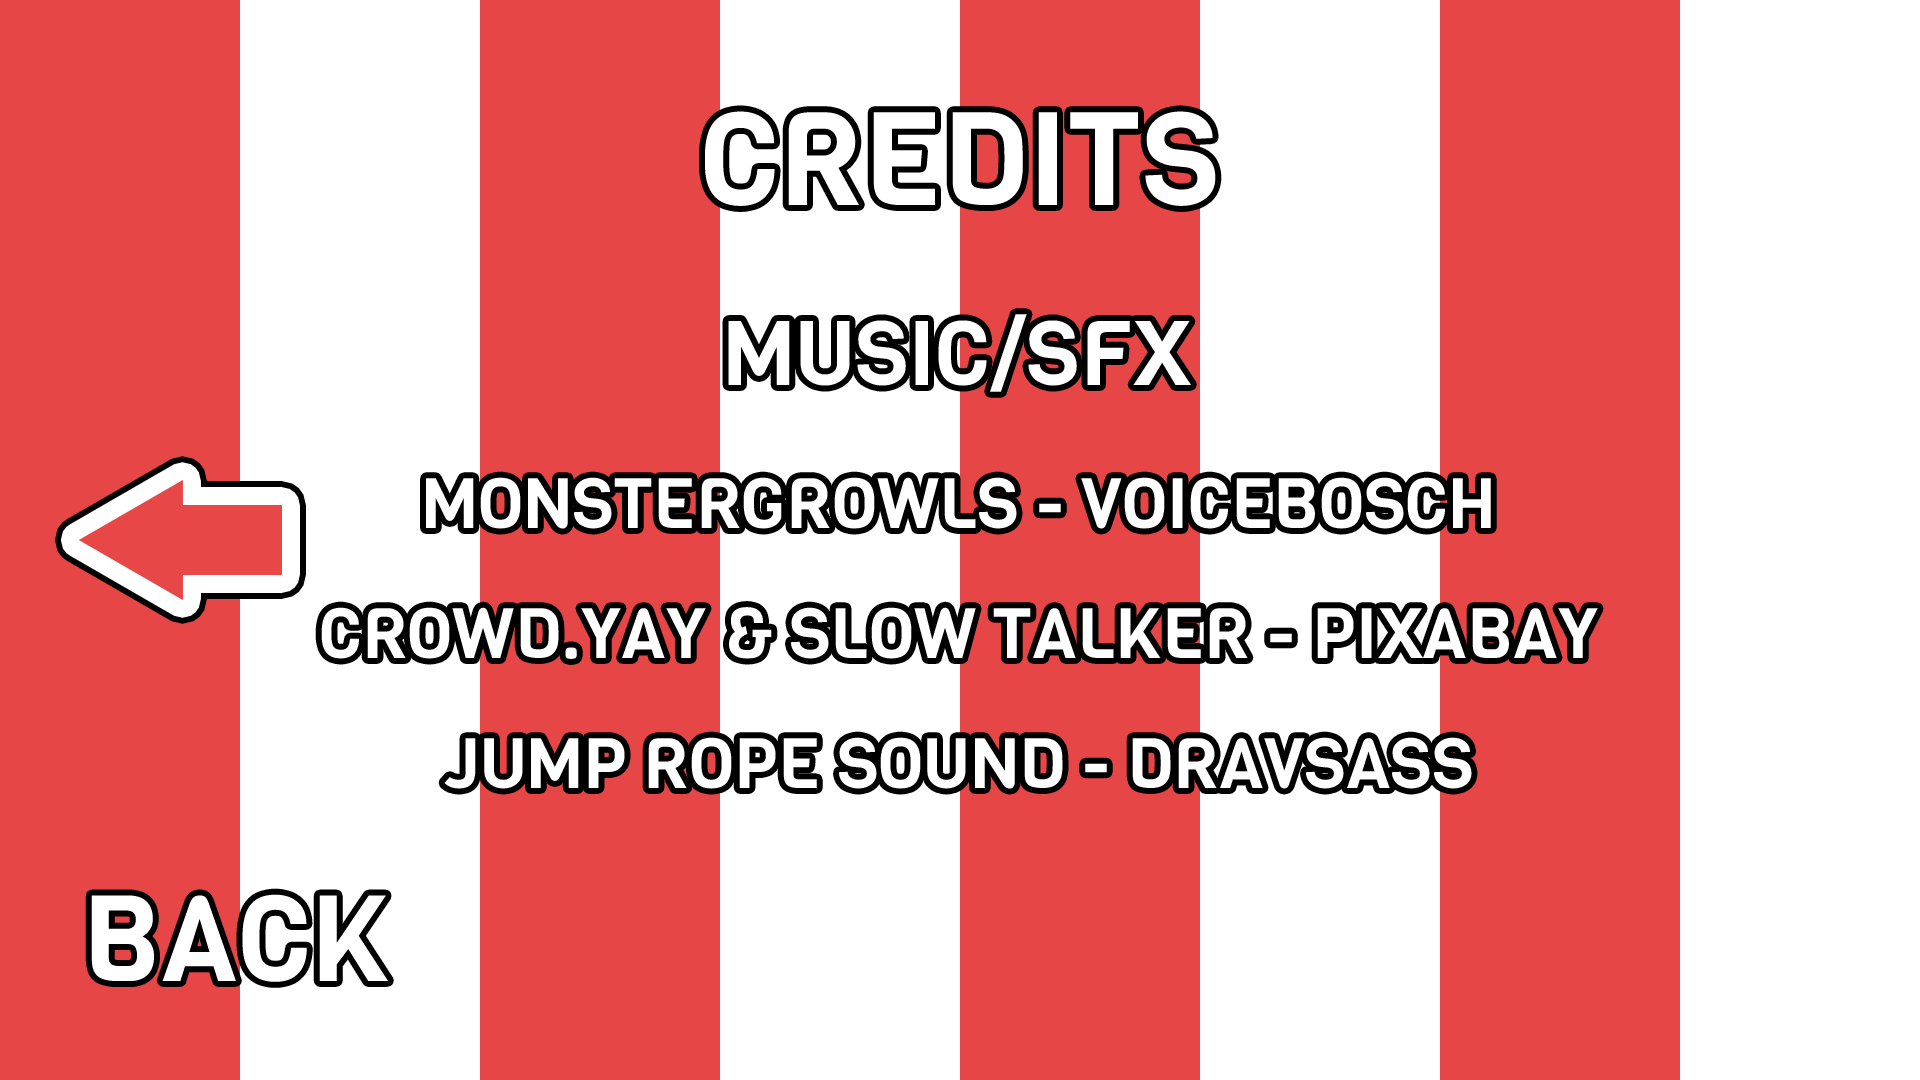 CREDITS
MUSIC/SFX
MONSTERGROWLS - VOICEBOSCH
CROWD.YAY & SLOW TALKER - PIXABAY
JUMP ROPE SOUND - DRAVSASS
BACK